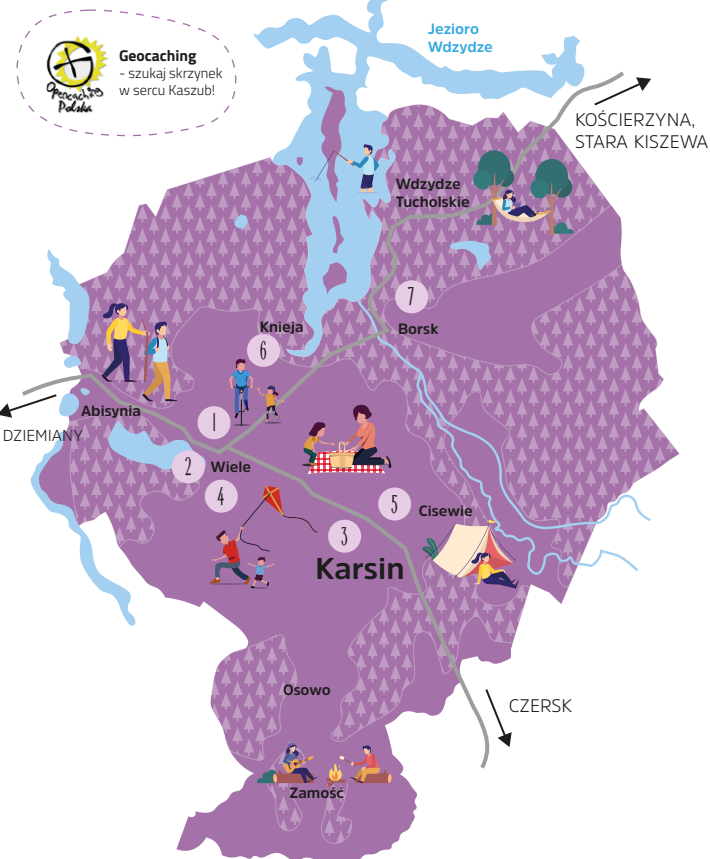 Jezioro
Wdzydze
Geocaching
- szukaj skrzynek
w sercu Kaszub!
Opencaching
Polska
KOŚCIERZYNA,
STARA KISZEWA
Wdzydze
Tucholskie
7
Knieja
Borsk
6
Abisynia
1
DZIEMIANY
2
Wiele
4
5
Cisewie
3
Karsin
Osowo
CZERSK
Zamość